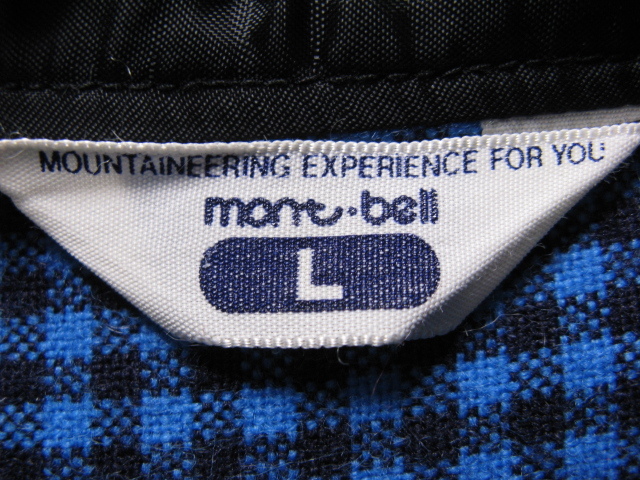 MOUNTAINEERING EXPERIENCE FOR YOU
mont·bell
L